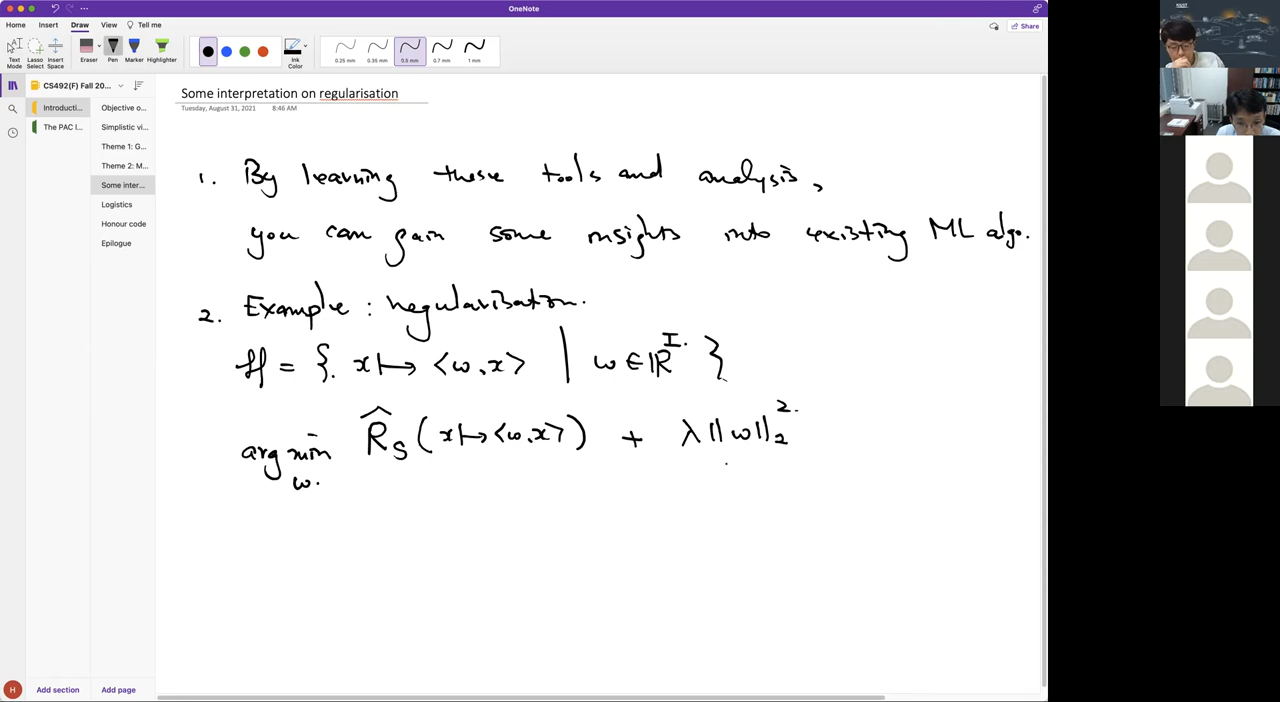 OneNote
Home Insert Draw View Tell me
Share
Text Mode
Lasso Select
Insert Space
Eraser
Pen
Marker
Highlighter
Ink Color
0.25 mm 0.35 mm 0.5 mm 0.7 mm 1 mm
CS492(F) Fall 20...
Introducti...
The PAC l...
Objective o...
Simplistic vi...
Theme 1: G...
Theme 2: M...
Some inter...
Logistics
Honour code
Epilogue
Some interpretation on regularisation
Tuesday, August 31, 2021 8:46 AM
1. By learning these tools and analysis,
you can gain some insights into existing ML algo.
2. Example : regularisation.
H = { x ↦ <w,x> | w ∈ ℝ^I. }
arg min_w. R̂_S (x ↦ <w,x>) + λ ||w||_2^2.
H
Add section
Add page